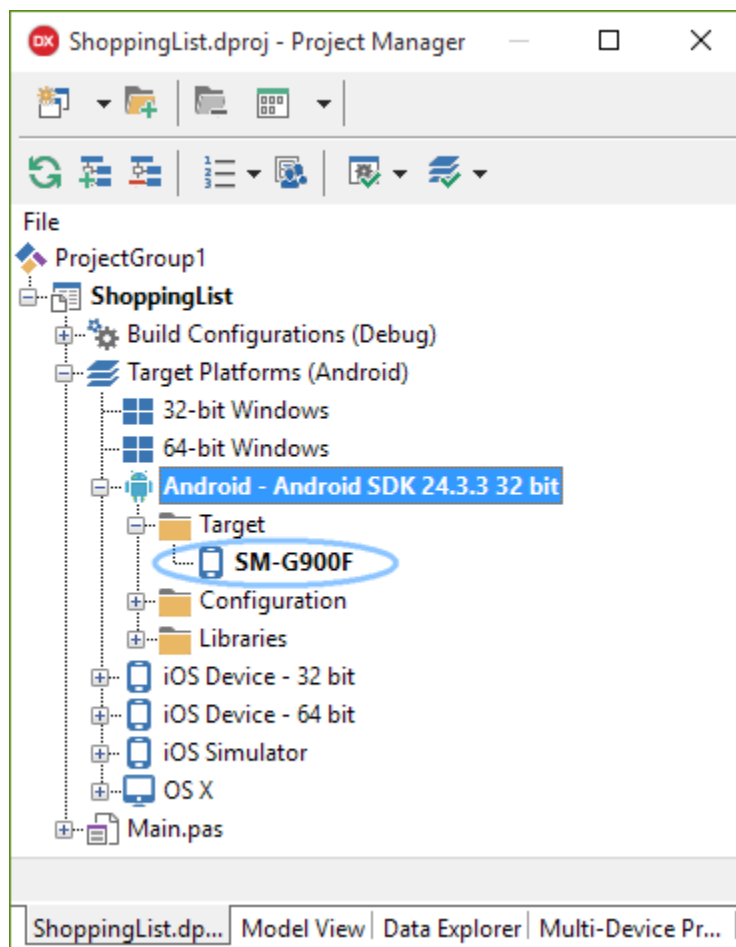 DX ShoppingList.dproj - Project Manager
File
ProjectGroup1
ShoppingList
Build Configurations (Debug)
Target Platforms (Android)
32-bit Windows
64-bit Windows
Android - Android SDK 24.3.3 32 bit
Target
SM-G900F
Configuration
Libraries
iOS Device - 32 bit
iOS Device - 64 bit
iOS Simulator
OS X
Main.pas
ShoppingList.dp... Model View Data Explorer Multi-Device Pr...